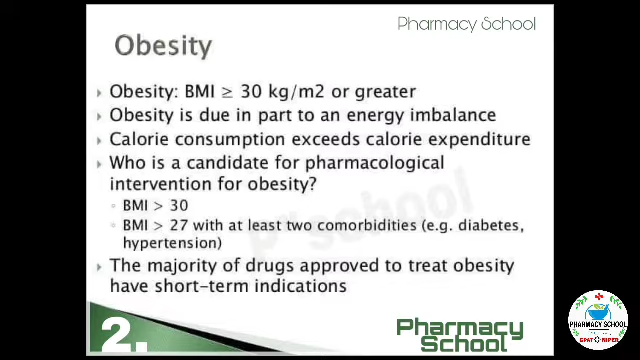 Pharmacy School
Obesity
Obesity: BMI ≥ 30 kg/m2 or greater
Obesity is due in part to an energy imbalance
Calorie consumption exceeds calorie expenditure
Who is a candidate for pharmacological
intervention for obesity?
BMI > 30
BMI > 27 with at least two comorbidities (e.g. diabetes,
hypertension)
The majority of drugs approved to treat obesity
have short-term indications
2.
Pharmacy
School
PHARMACY SCHOOL
GPAT NIPER